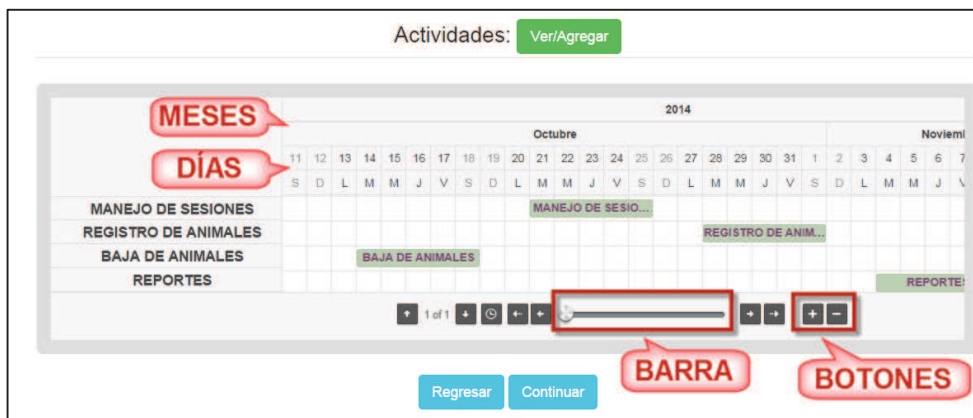 Actividades: Ver/Agregar
MESES
2014
Octubre Noviem
DÍAS
11 12 13 14 15 16 17 18 19 20 21 22 23 24 25 26 27 28 29 30 31 1 2 3 4 5 6 7
S D L M M J V S D L M M J V S D L M M J V S D L M M J V
MANEJO DE SESIONES MANEJO DE SESIO...
REGISTRO DE ANIMALES REGISTRO DE ANIM...
BAJA DE ANIMALES BAJA DE ANIMALES
REPORTES REPORTES
1 of 1
BARRA
BOTONES
Regresar Continuar